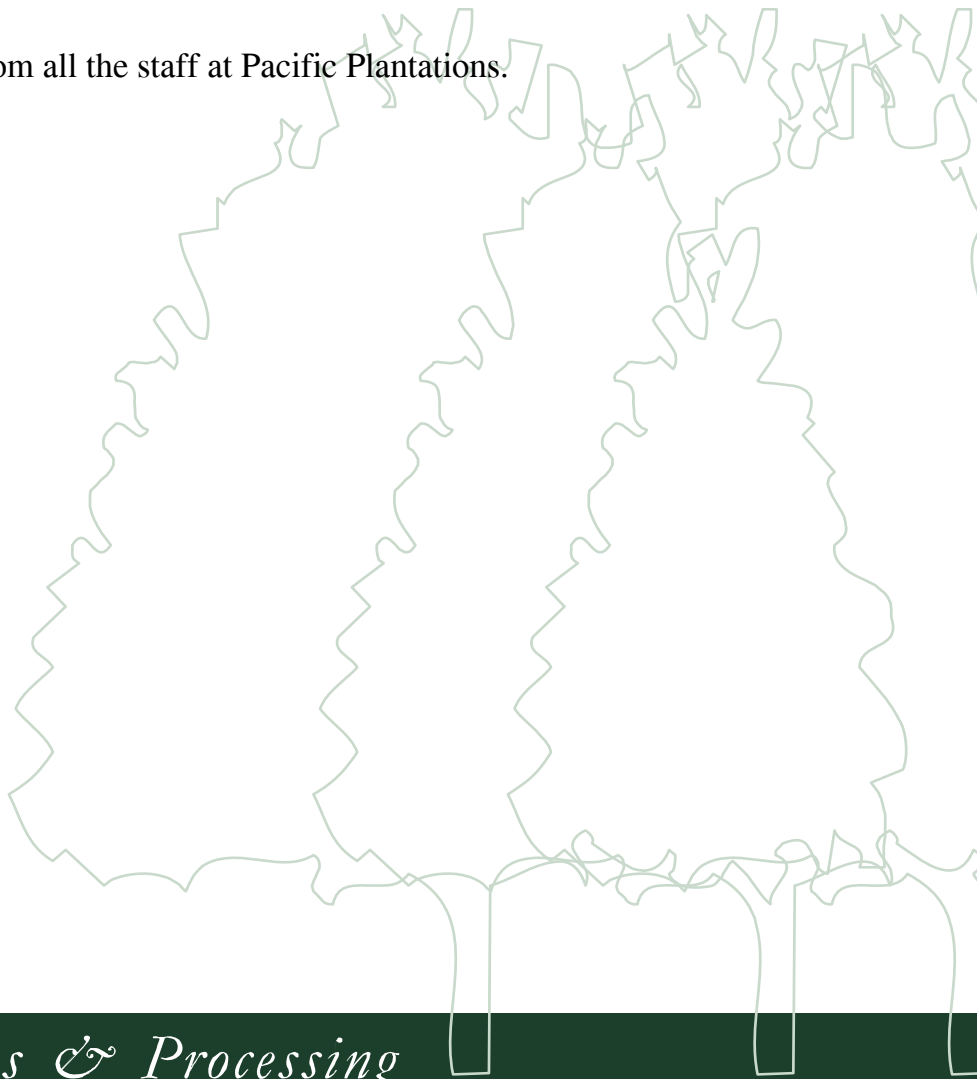 om all the staff at Pacific Plantations.
s & Processing